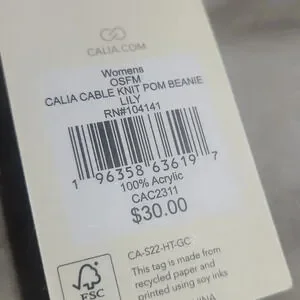 CALIA.COM
Womens
OSFM
CALIA CABLE KNIT POM BEANIE
LILY
RN#104141
1 96358 63619 7
100% Acrylic
CAC2311
$30.00
CA-S22-HT-GC
This tag is made from
recycled paper and
printed using soy inks
FSC